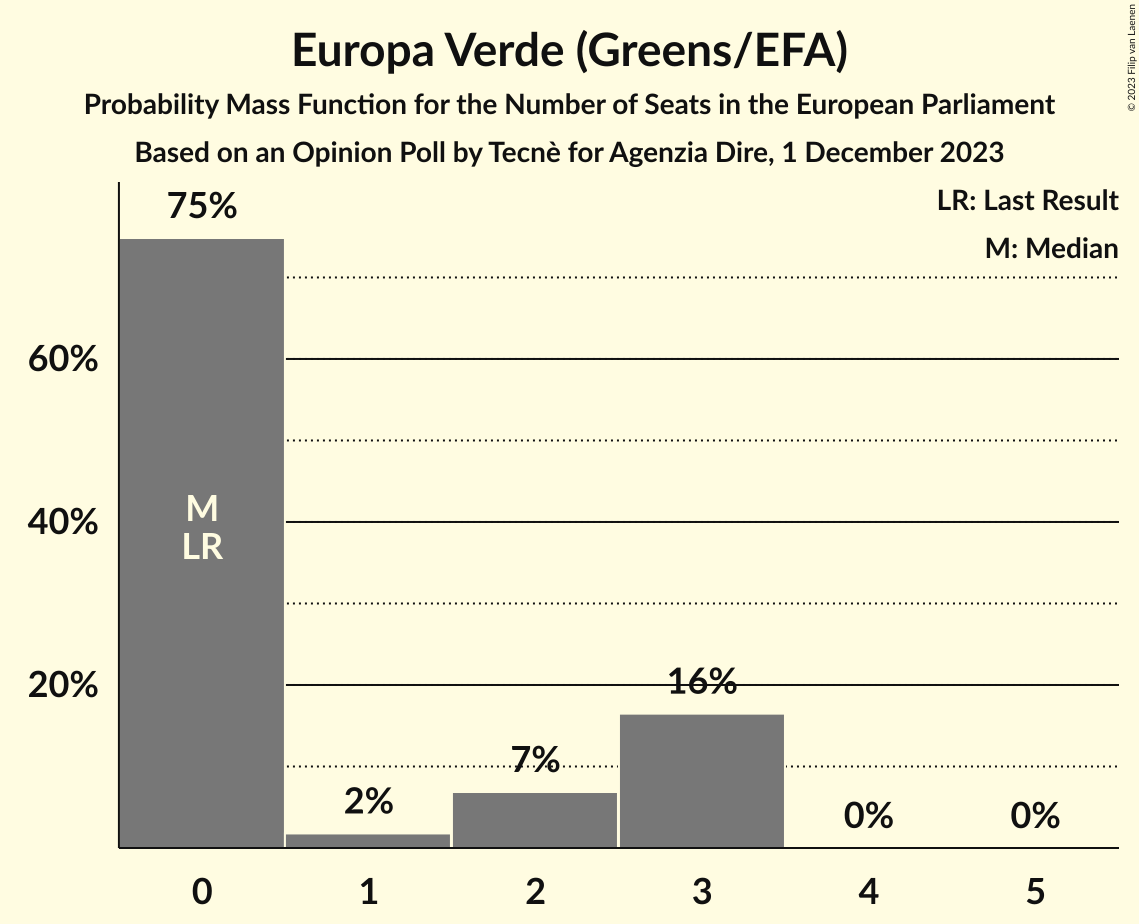 Europa Verde (Greens/EFA)
Probability Mass Function for the Number of Seats in the European Parliament
Based on an Opinion Poll by Tecnè for Agenzia Dire, 1 December 2023
© 2023 Filip van Laenen
LR: Last Result
M: Median
75%
60%
40%
20%
M
LR
2%
7%
16%
0%
0%
0 1 2 3 4 5